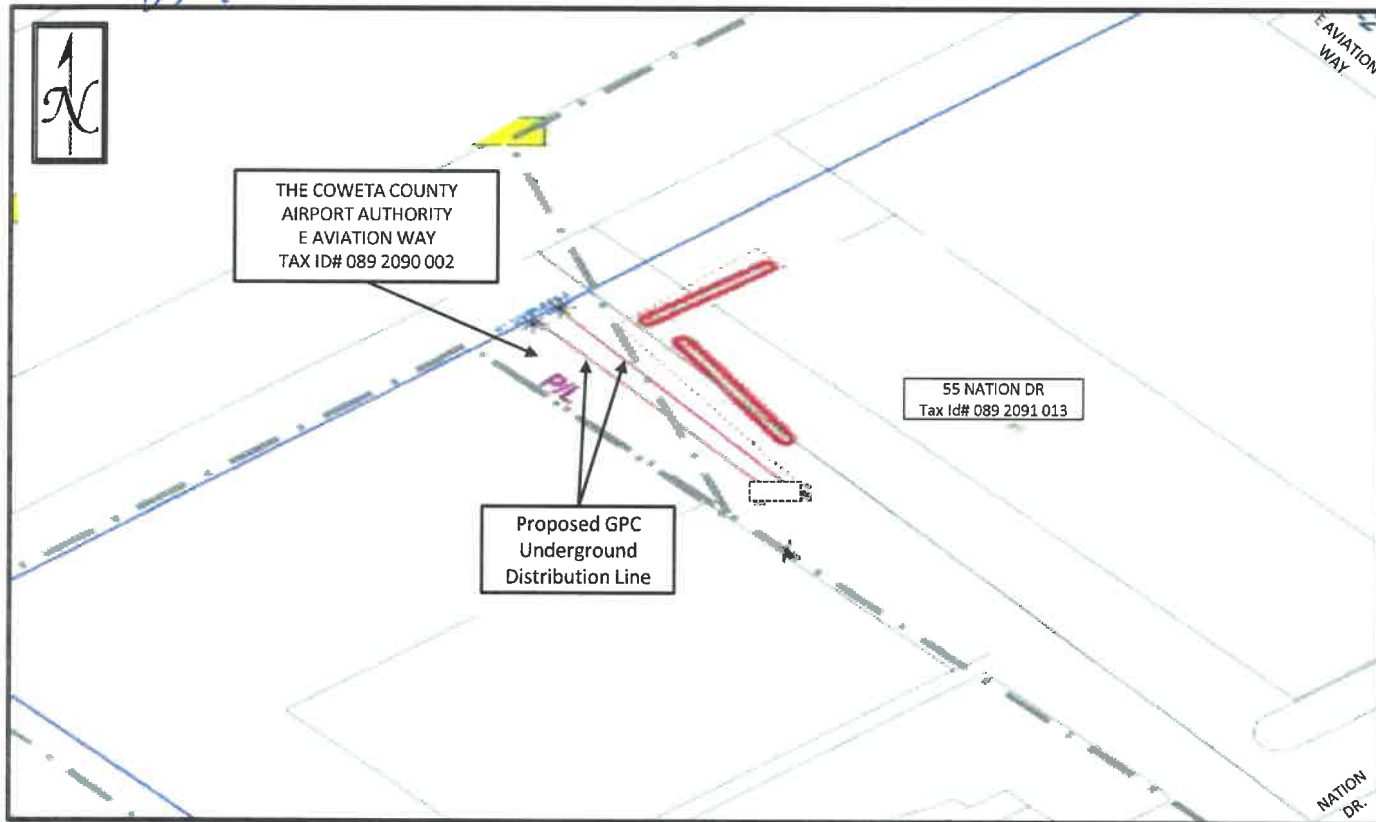 E AVIATION
WAY
N
THE COWETA COUNTY
AIRPORT AUTHORITY
E AVIATION WAY
TAX ID# 089 2090 002
P/L
55 NATION DR
Tax Id# 089 2091 013
Proposed GPC
Underground
Distribution Line
NATION
DR.